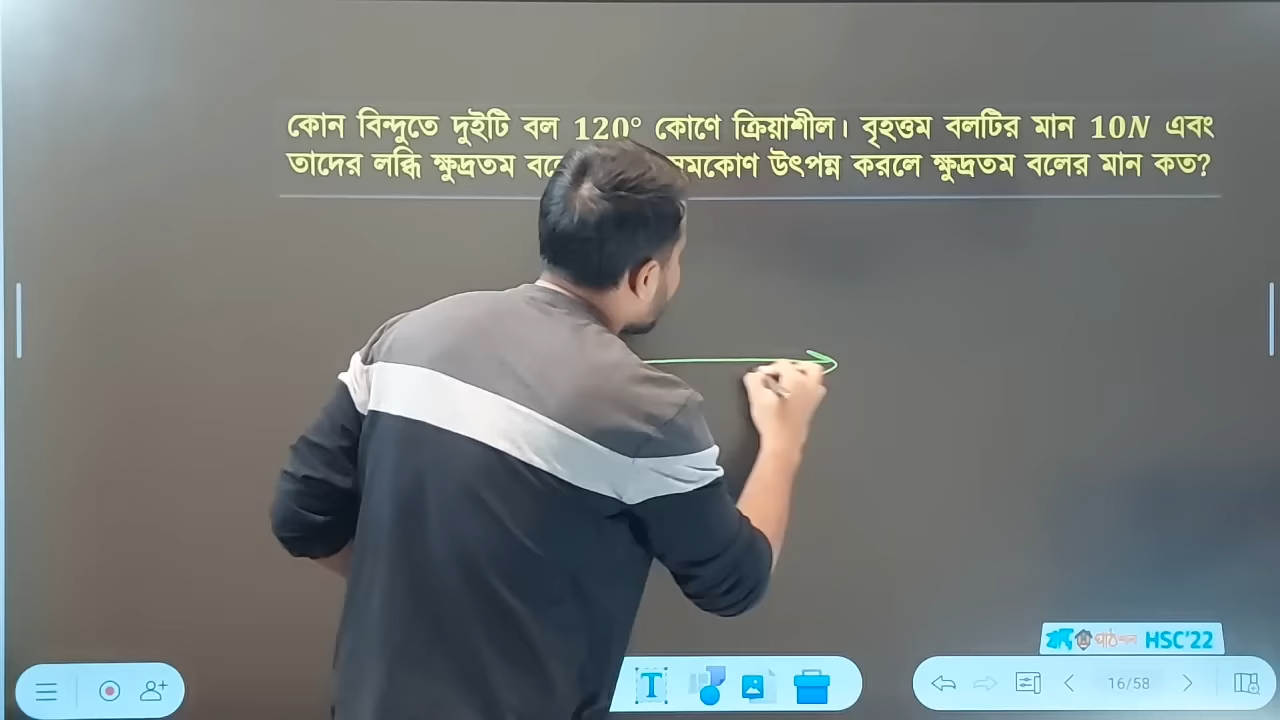 কোন বিন্দুতে দুইটি বল 120° কোণে ক্রিয়াশীল। বৃহত্তম বলটির মান 10N এবং
তাদের লব্ধি ক্ষুদ্রতম উৎপন্ন করলে ক্ষুদ্রতম বলের মান কত?
HSC'22
T
16/58